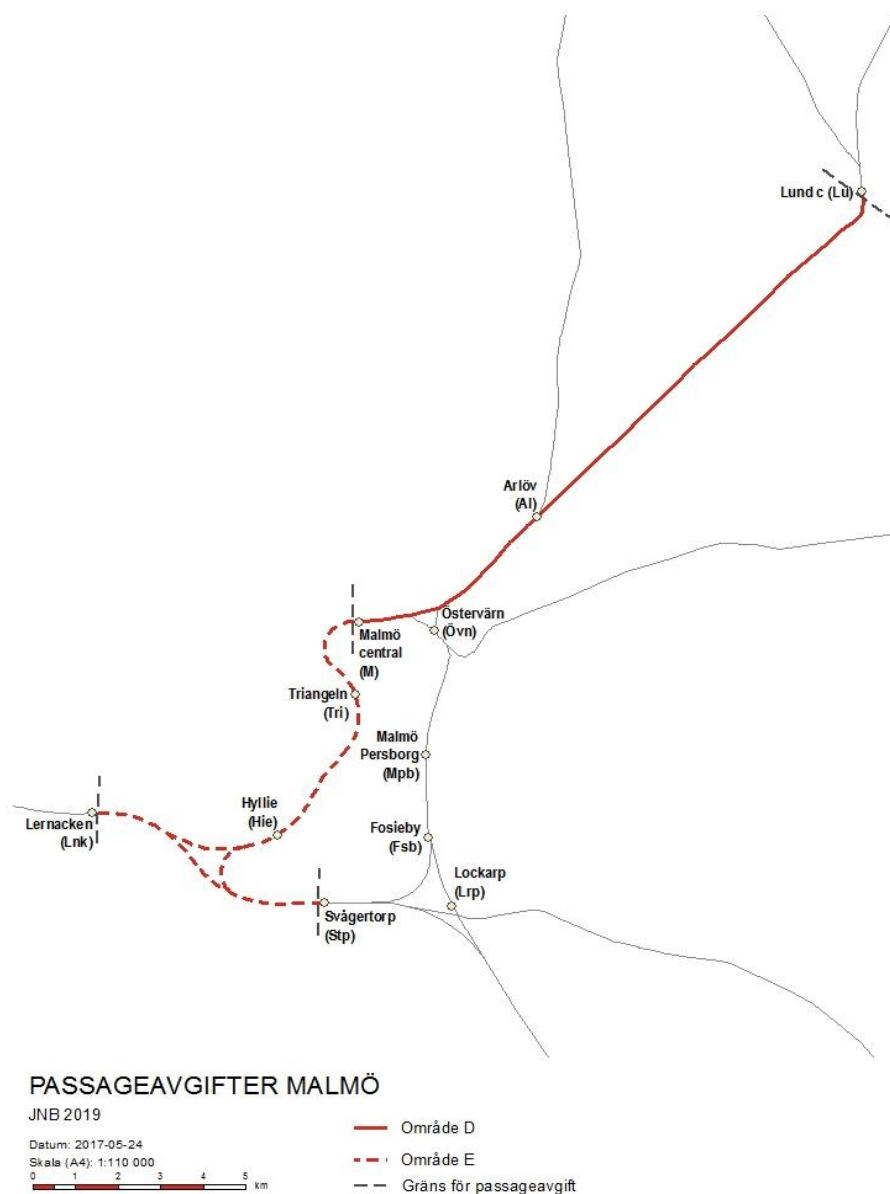 Lund c (Lu)
Arlöv
(Al)
Östervärn
(Övn)
Malmö
central
(M)
Triangeln
(Tri)
Malmö
Persborg
(Mpb)
Hyllie
(Hie)
Lernacken
(Lnk)
Fosieby
(Fsb)
Lockarp
(Lrp)
Svågertorp
(Stp)
PASSAGEAVGIFTER MALMÖ
JNB 2019
Datum: 2017-05-24
Skala (A4): 1:110 000
0 1 2 3 4 5 km
Område D
Område E
Gräns för passageavgift